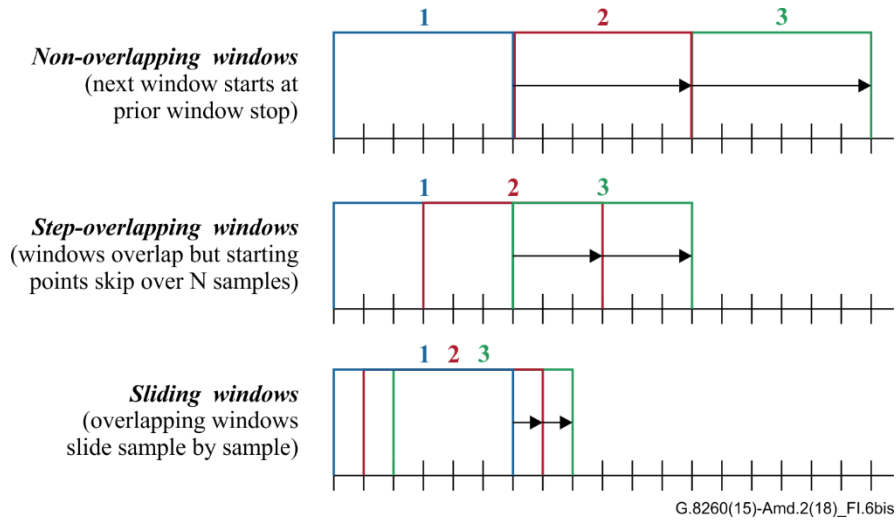 1 2 3
Non-overlapping windows
(next window starts at
prior window stop)
1 2 3
Step-overlapping windows
(windows overlap but starting
points skip over N samples)
1 2 3
Sliding windows
(overlapping windows
slide sample by sample)
G.8260(15)-Amd.2(18)_FI.6bis